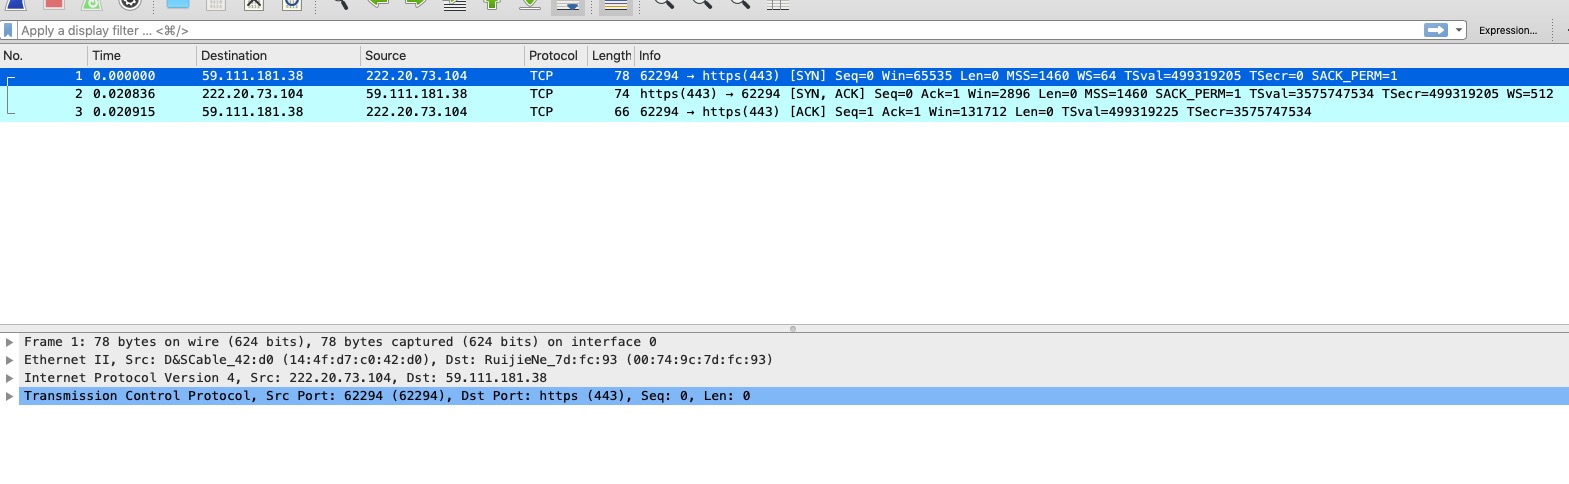 Apply a display filter ... <⌘/> Expression...
No. Time Destination Source Protocol Length Info
1 0.000000 59.111.181.38 222.20.73.104 TCP 78 62294 → https(443) [SYN] Seq=0 Win=65535 Len=0 MSS=1460 WS=64 TSval=499319205 TSecr=0 SACK_PERM=1
2 0.020836 222.20.73.104 59.111.181.38 TCP 74 https(443) → 62294 [SYN, ACK] Seq=0 Ack=1 Win=2896 Len=0 MSS=1460 SACK_PERM=1 TSval=3575747534 TSecr=499319205 WS=512
3 0.020915 59.111.181.38 222.20.73.104 TCP 66 62294 → https(443) [ACK] Seq=1 Ack=1 Win=131712 Len=0 TSval=499319225 TSecr=3575747534
Frame 1: 78 bytes on wire (624 bits), 78 bytes captured (624 bits) on interface 0
Ethernet II, Src: D&SCable_42:d0 (14:4f:d7:c0:42:d0), Dst: RuijieNe_7d:fc:93 (00:74:9c:7d:fc:93)
Internet Protocol Version 4, Src: 222.20.73.104, Dst: 59.111.181.38
Transmission Control Protocol, Src Port: 62294 (62294), Dst Port: https (443), Seq: 0, Len: 0